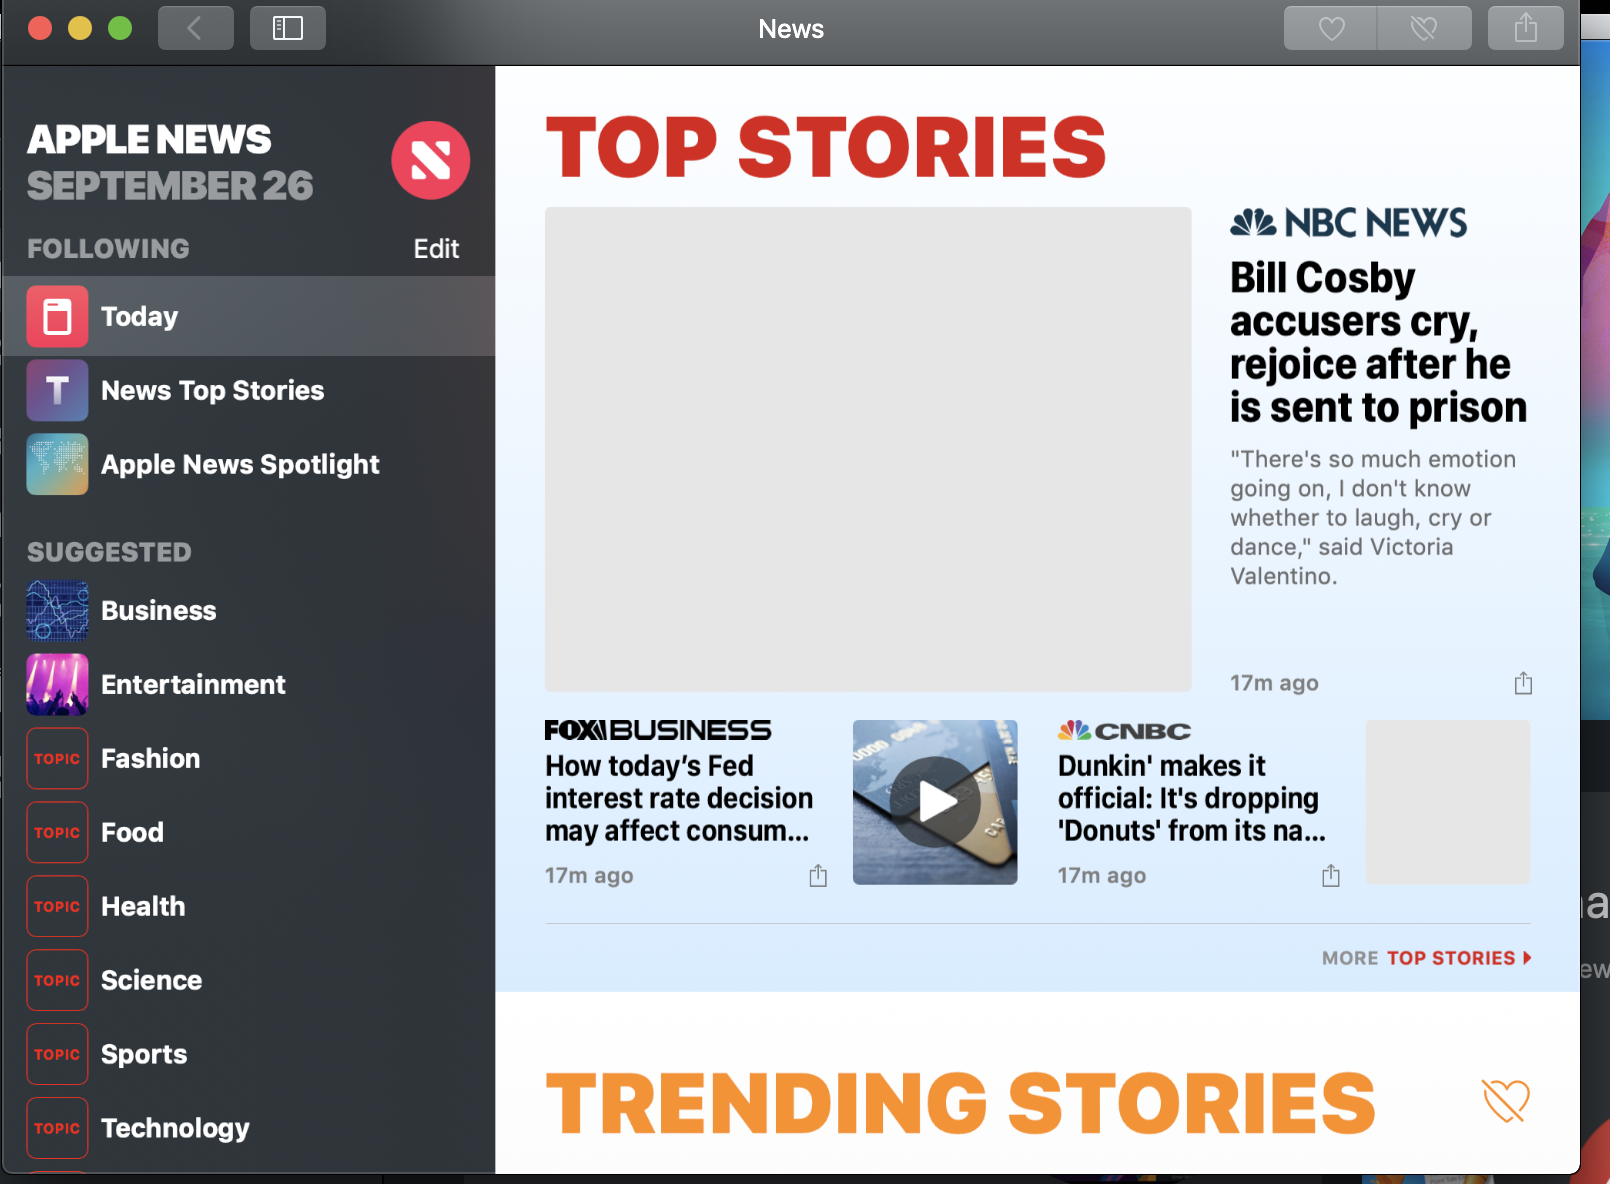 News
APPLE NEWS
SEPTEMBER 26
FOLLOWING Edit
Today
T
News Top Stories
Apple News Spotlight
SUGGESTED
Business
Entertainment
TOPIC Fashion
TOPIC Food
TOPIC Health
TOPIC Science
TOPIC Sports
TOPIC Technology
TOP STORIES
NBC NEWS
Bill Cosby
accusers cry,
rejoice after he
is sent to prison
"There's so much emotion
going on, I don't know
whether to laugh, cry or
dance," said Victoria
Valentino.
17m ago
FOX BUSINESS
How today's Fed
interest rate decision
may affect consum...
17m ago
CNBC
Dunkin' makes it
official: It's dropping
'Donuts' from its na...
17m ago
MORE TOP STORIES
TRENDING STORIES